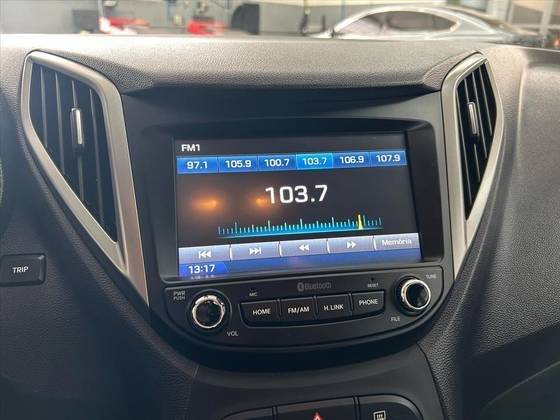 FM1
97.1 105.9 100.7 103.7 106.9 107.9
103.7
Memória
13:17
TRIP
PWR
PUSH
VOL
MIC
Bluetooth
RESET
TUNE
FILE
HOME FM/AM H.LINK PHONE